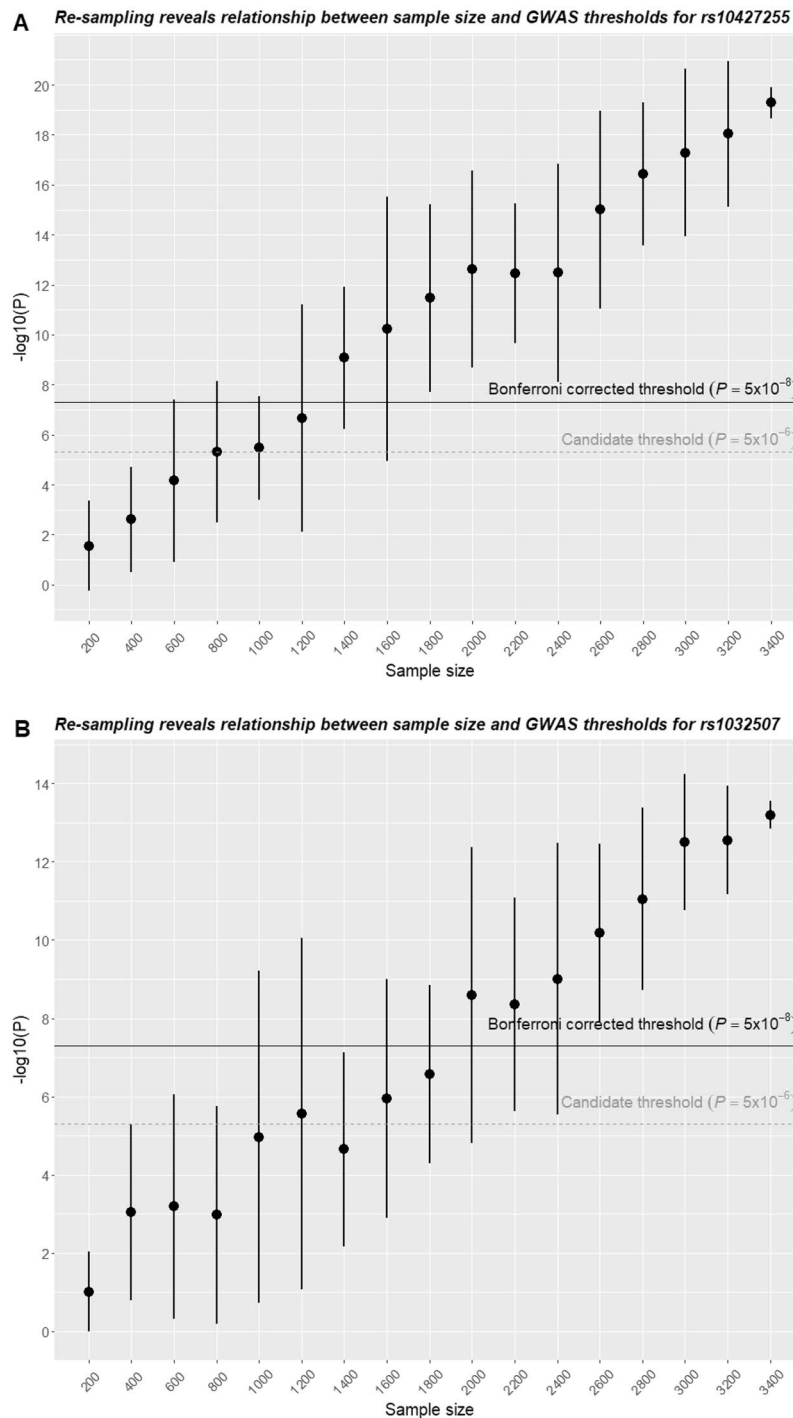 A Re-sampling reveals relationship between sample size and GWAS thresholds for rs10427255
20
18
16
14
12
10
8
6
4
2
0
-log10(P)
Bonferroni corrected threshold (P = 5x10⁻⁸)
Candidate threshold (P = 5x10⁻⁶)
200 400 600 800 1000 1200 1400 1600 1800 2000 2200 2400 2600 2800 3000 3200 3400
Sample size
B Re-sampling reveals relationship between sample size and GWAS thresholds for rs1032507
14
12
10
8
6
4
2
0
-log10(P)
Bonferroni corrected threshold (P = 5x10⁻⁸)
Candidate threshold (P = 5x10⁻⁶)
200 400 600 800 1000 1200 1400 1600 1800 2000 2200 2400 2600 2800 3000 3200 3400
Sample size